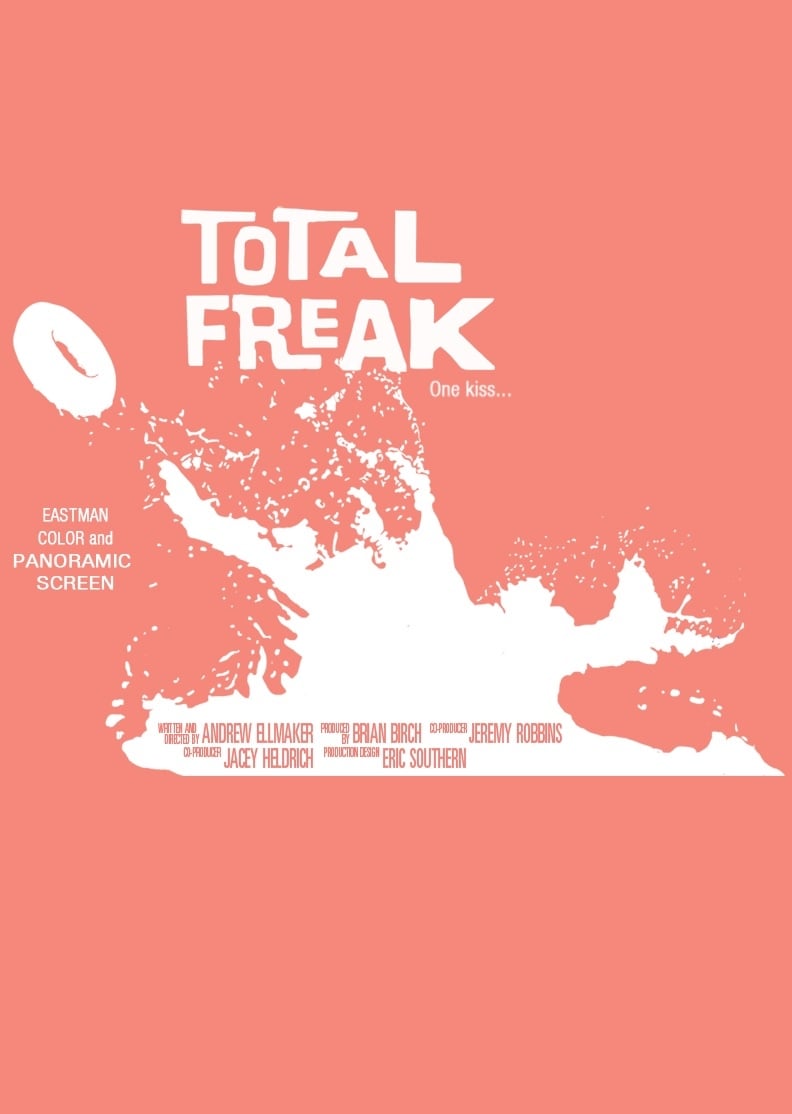 TOTAL
FREAK
One kiss...
EASTMAN
COLOR and
PANORAMIC
SCREEN
WRITTEN AND DIRECTED BY ANDREW ELLMAKER PRODUCED BY BRIAN BIRCH CO-PRODUCER JEREMY ROBBINS
CO-PRODUCER JACEY HELDRICH PRODUCTION DESIGN ERIC SOUTHERN